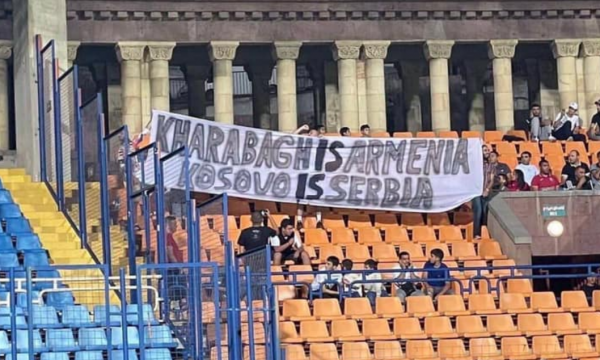 KHARABAGH IS ARMENIA
KOSOVO IS SERBIA